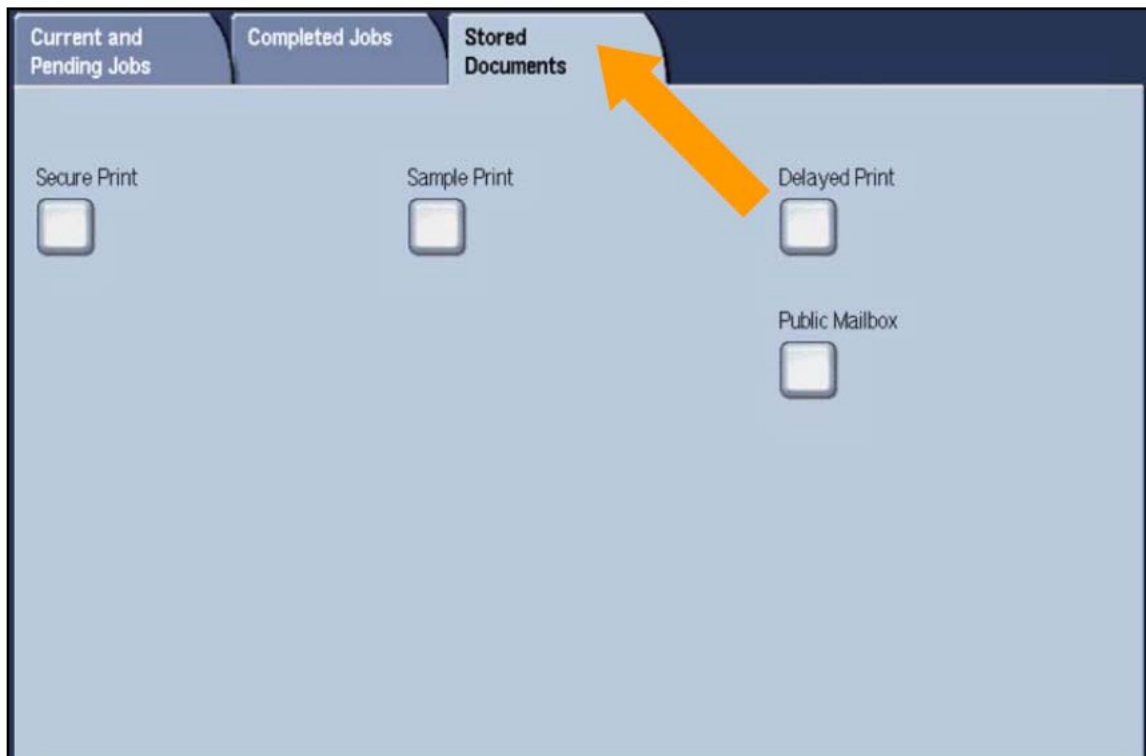 Current and
Pending Jobs
Completed Jobs
Stored
Documents
Secure Print
Sample Print
Delayed Print
Public Mailbox